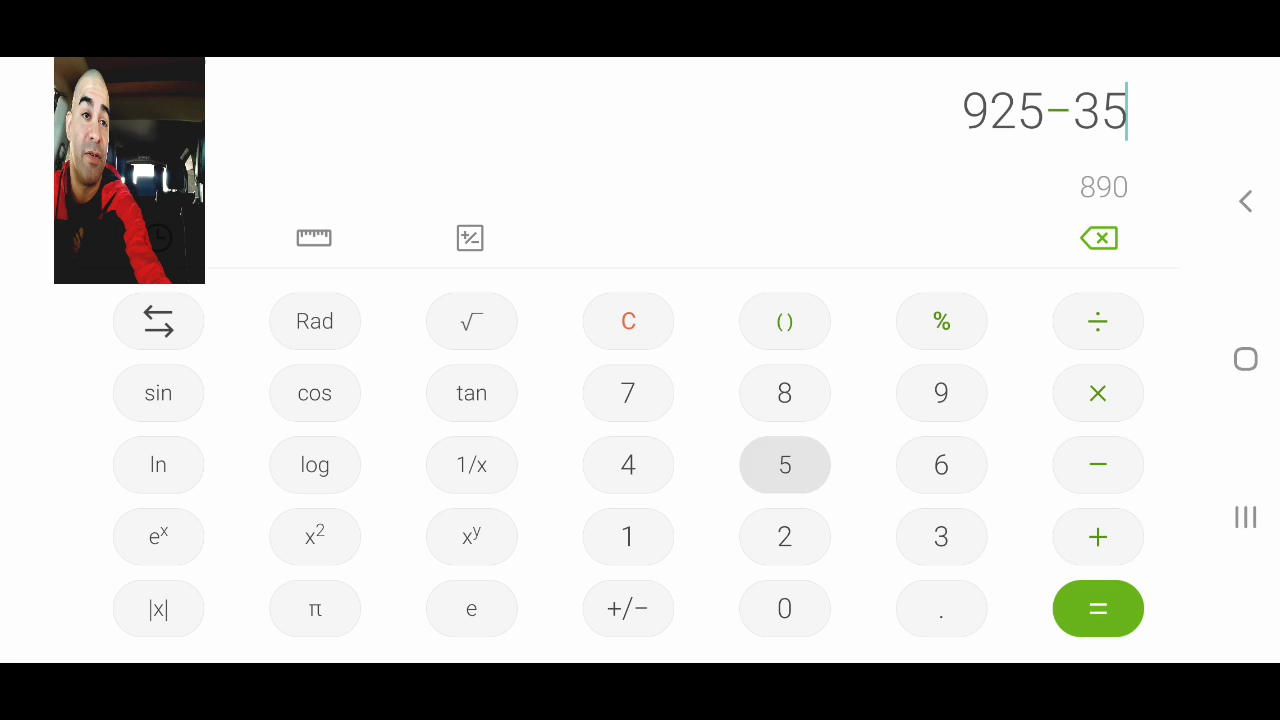 925−35
890
Rad √ C ( ) % ÷
sin cos tan 7 8 9 ×
ln log 1/x 4 5 6 −
eˣ x² xʸ 1 2 3 +
|x| π e +/− 0 . =